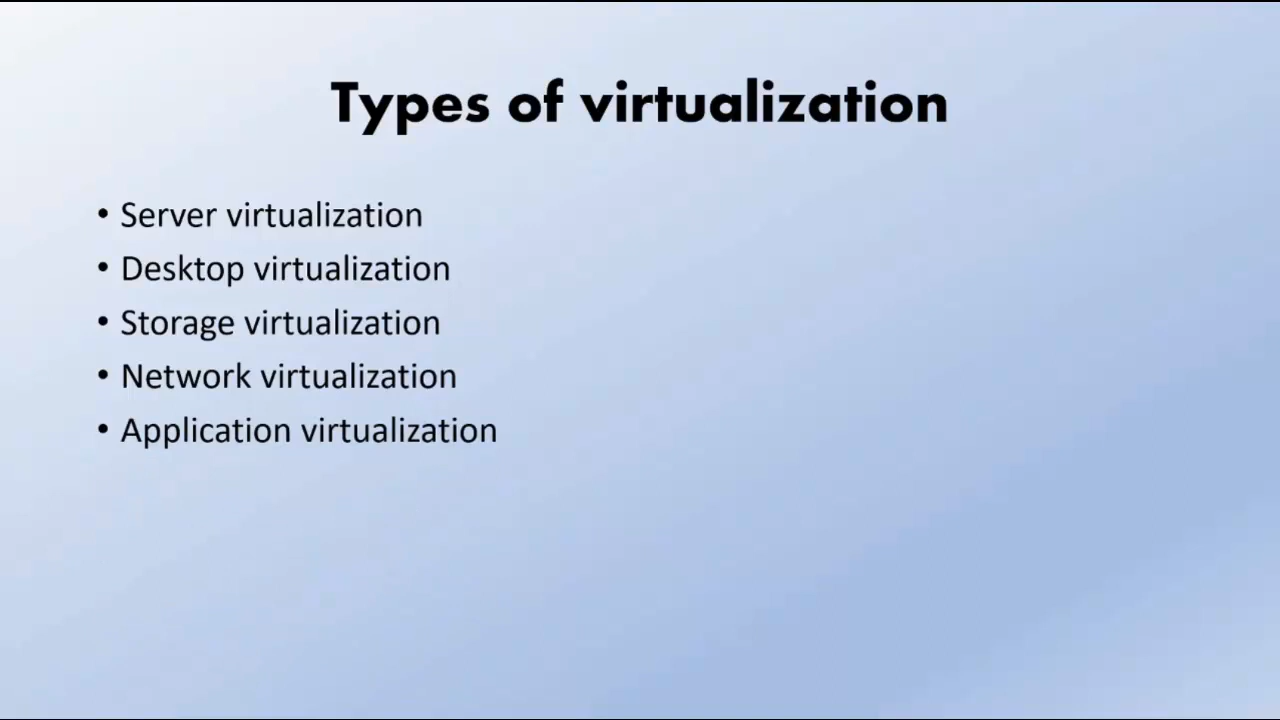 Types of virtualization
• Server virtualization
• Desktop virtualization
• Storage virtualization
• Network virtualization
• Application virtualization